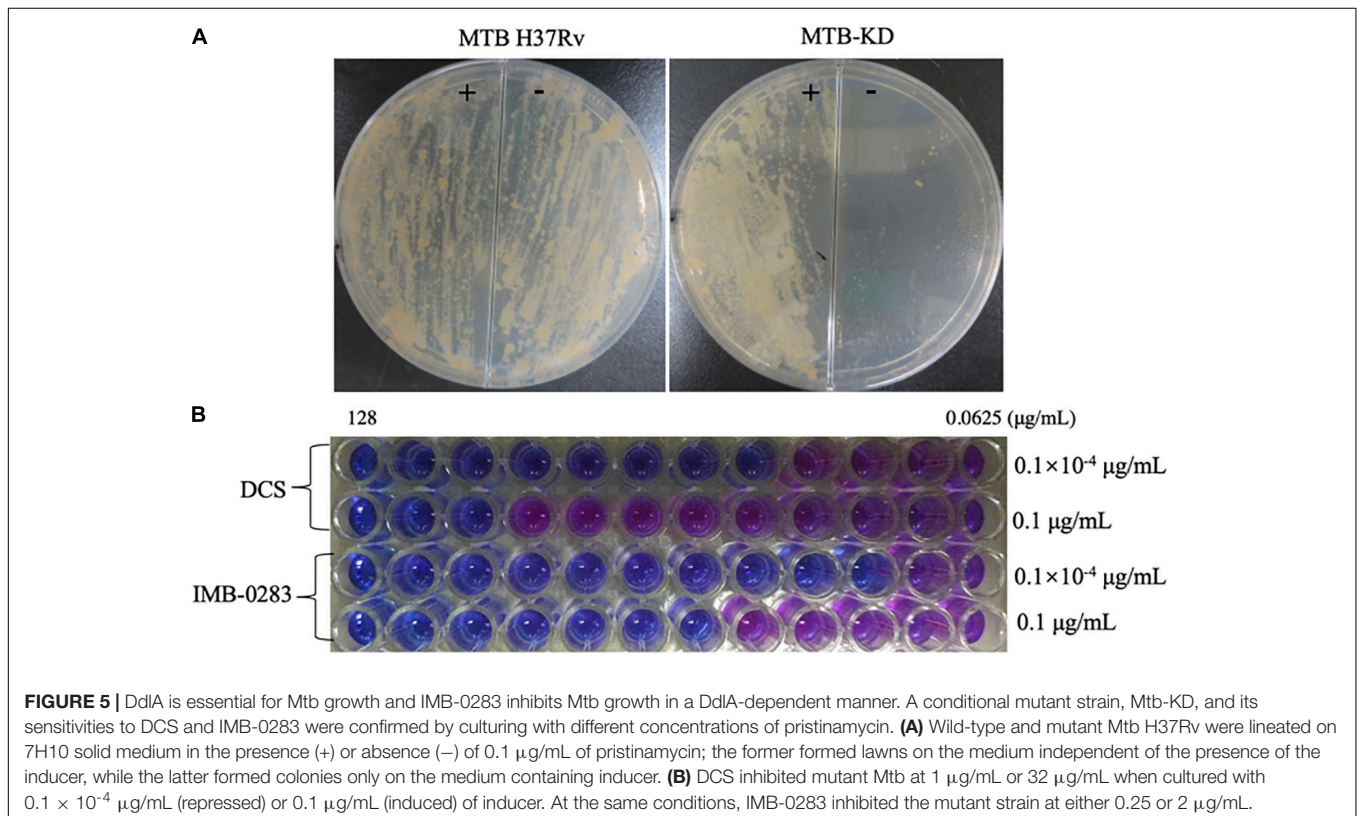 A
MTB H37Rv
MTB-KD
+
-
+
-
B
128
0.0625 (μg/mL)
DCS
0.1×10⁻⁴ μg/mL
0.1 μg/mL
IMB-0283
0.1×10⁻⁴ μg/mL
0.1 μg/mL
FIGURE 5 | DdlA is essential for Mtb growth and IMB-0283 inhibits Mtb growth in a DdlA-dependent manner. A conditional mutant strain, Mtb-KD, and its
sensitivities to DCS and IMB-0283 were confirmed by culturing with different concentrations of pristinamycin. (A) Wild-type and mutant Mtb H37Rv were lineated on
7H10 solid medium in the presence (+) or absence (−) of 0.1 μg/mL of pristinamycin; the former formed lawns on the medium independent of the presence of the
inducer, while the latter formed colonies only on the medium containing inducer. (B) DCS inhibited mutant Mtb at 1 μg/mL or 32 μg/mL when cultured with
0.1 × 10⁻⁴ μg/mL (repressed) or 0.1 μg/mL (induced) of inducer. At the same conditions, IMB-0283 inhibited the mutant strain at either 0.25 or 2 μg/mL.